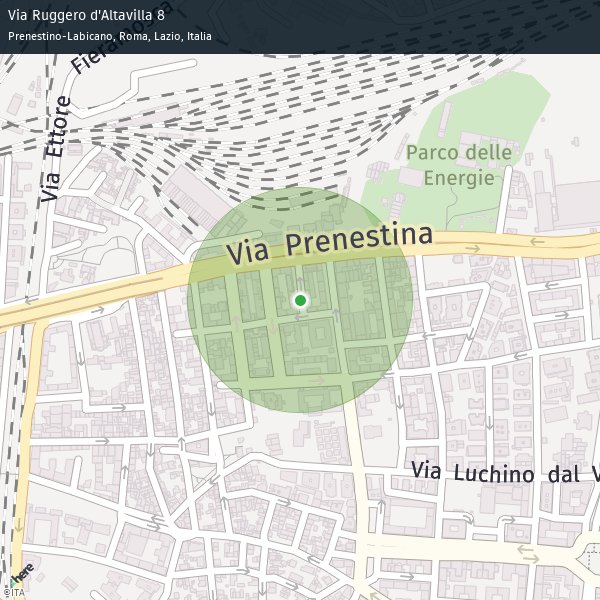 Via Ruggero d'Altavilla 8
Prenestino-Labicano, Roma, Lazio, Italia
Via Ettore
Fieramosca
Parco delle
Energie
Via Prenestina
Via Luchino dal V
here
©ITA